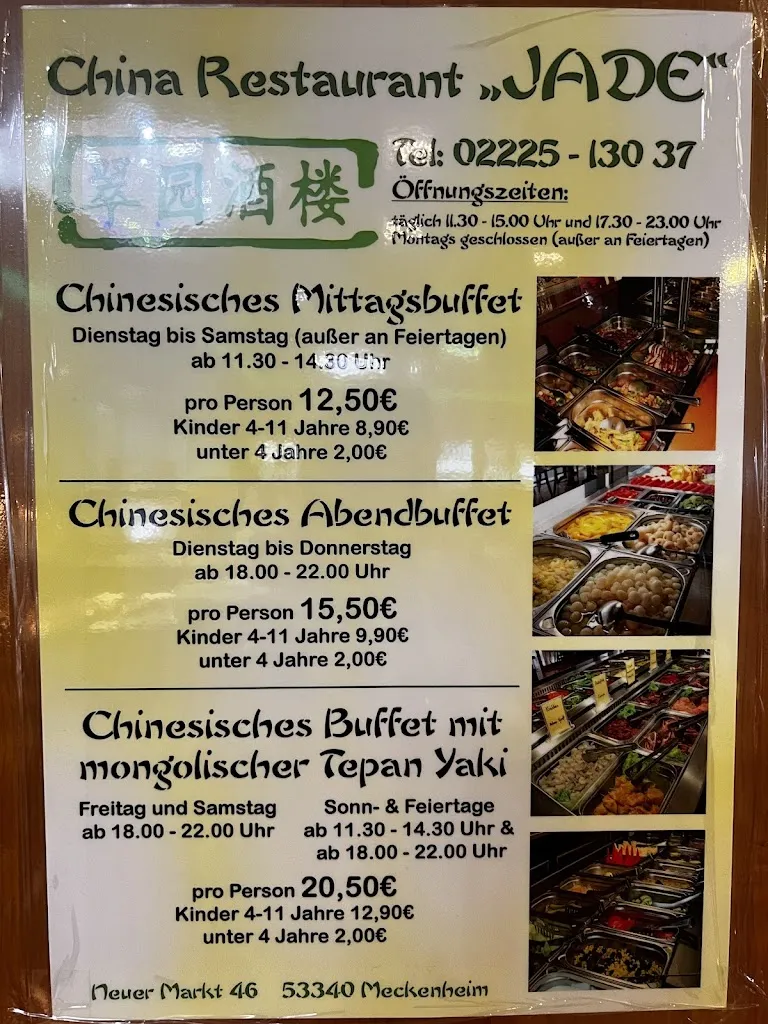 China Restaurant „JADE“
翠园酒楼
Tel: 02225 - 130 37
Öffnungszeiten:
täglich 11.30 - 15.00 Uhr und 17.30 - 23.00 Uhr
Montags geschlossen (außer an Feiertagen)
Chinesisches Mittagsbuffet
Dienstag bis Samstag (außer an Feiertagen)
ab 11.30 - 14.30 Uhr
pro Person 12,50€
Kinder 4-11 Jahre 8,90€
unter 4 Jahre 2,00€
Chinesisches Abendbuffet
Dienstag bis Donnerstag
ab 18.00 - 22.00 Uhr
pro Person 15,50€
Kinder 4-11 Jahre 9,90€
unter 4 Jahre 2,00€
Chinesisches Buffet mit
mongolischer Tepan Yaki
Freitag und Samstag
ab 18.00 - 22.00 Uhr
Sonn- & Feiertage
ab 11.30 - 14.30 Uhr &
ab 18.00 - 22.00 Uhr
pro Person 20,50€
Kinder 4-11 Jahre 12,90€
unter 4 Jahre 2,00€
Neuer Markt 46 53340 Meckenheim